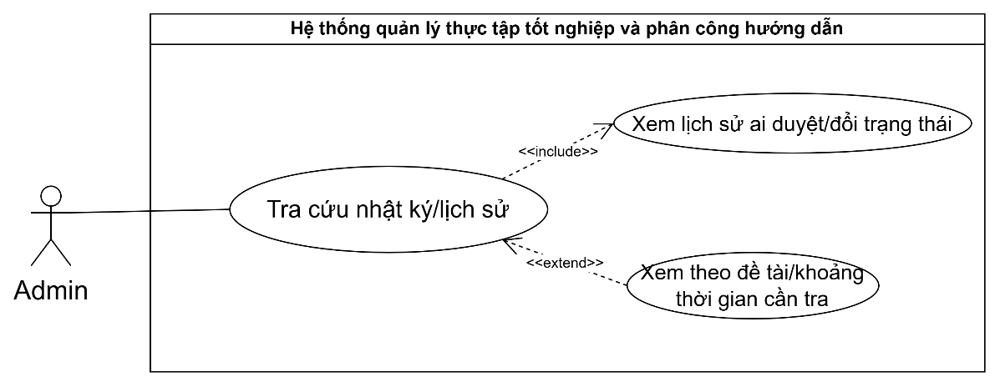 Hệ thống quản lý thực tập tốt nghiệp và phân công hướng dẫn
Xem lịch sử ai duyệt/đổi trạng thái
<<include>>
Tra cứu nhật ký/lịch sử
<<extend>>
Xem theo đề tài/khoảng
thời gian cần tra
Admin